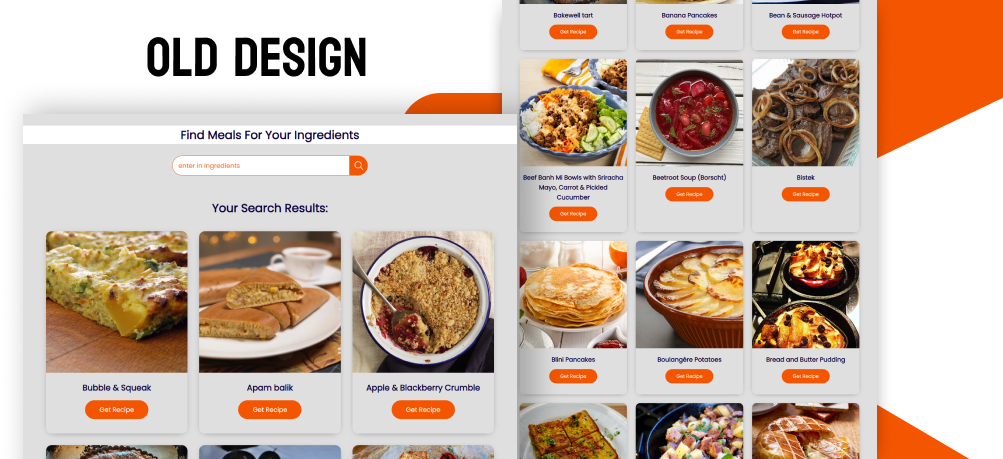 OLD DESIGN
Find Meals For Your Ingredients
enter in ingredients
Your Search Results:
Bubble & Squeak
Get Recipe
Apam balik
Get Recipe
Apple & Blackberry Crumble
Get Recipe
Bakewell tart
Get Recipe
Banana Pancakes
Get Recipe
Bean & Sausage Hotpot
Get Recipe
Beef Banh Mi Bowls with Sriracha
Mayo, Carrot & Pickled
Cucumber
Get Recipe
Beetroot Soup (Borscht)
Get Recipe
Bistek
Get Recipe
Blini Pancakes
Get Recipe
Boulangère Potatoes
Get Recipe
Bread and Butter Pudding
Get Recipe